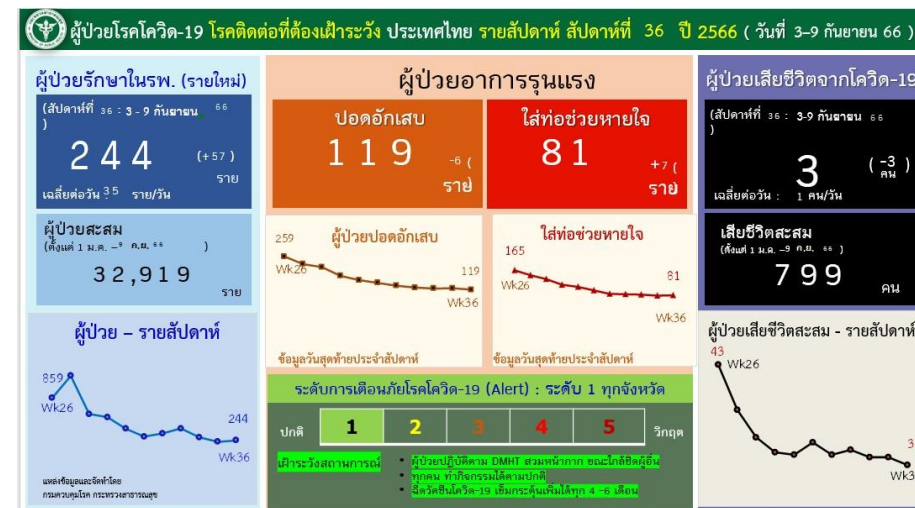 ผู้ป่วยโรคโควิด-19 โรคติดต่อที่ต้องเฝ้าระวัง ประเทศไทย รายสัปดาห์ สัปดาห์ที่ 36 ปี 2566 ( วันที่ 3–9 กันยายน 66 )
ผู้ป่วยรักษาในรพ. (รายใหม่)
(สัปดาห์ที่ 36 : 3 - 9 กันยายน 66
)
244 (+57)
ราย
เฉลี่ยต่อวัน : 35 ราย/วัน
ผู้ป่วยสะสม
(ตั้งแต่ 1 ม.ค. –9 ก.ย. 66 )
32,919
ราย
ผู้ป่วย – รายสัปดาห์
859
Wk26
244
Wk36
แหล่งข้อมูลและจัดทำโดย
กรมควบคุมโรค กระทรวงสาธารณสุข
ผู้ป่วยอาการรุนแรง
ปอดอักเสบ
119 -6 (
ราย)
ใส่ท่อช่วยหายใจ
81 +7 (
ราย)
259 ผู้ป่วยปอดอักเสบ
Wk26
119
Wk36
ข้อมูลวันสุดท้ายประจำสัปดาห์
ใส่ท่อช่วยหายใจ
165
Wk26
81
Wk36
ข้อมูลวันสุดท้ายประจำสัปดาห์
ระดับการเตือนภัยโรคโควิด-19 (Alert) : ระดับ 1 ทุกจังหวัด
ปกติ 1 2 3 4 5 วิกฤต
เฝ้าระวังสถานการณ์
• ผู้ป่วยปฏิบัติตาม DMHT สวมหน้ากาก ขณะใกล้ชิดผู้อื่น
• ทุกคน ทำกิจกรรมได้ตามปกติ
• ฉีดวัคซีนโควิด-19 เข็มกระตุ้นเพิ่มได้ทุก 4 -6 เดือน
ผู้ป่วยเสียชีวิตจากโควิด-19
(สัปดาห์ที่ 36 : 3-9 กันยายน 66
)
3 ( -3
คน )
เฉลี่ยต่อวัน : 1 คน/วัน
เสียชีวิตสะสม
(ตั้งแต่ 1 ม.ค. –9 ก.ย. 66 )
799
คน
ผู้ป่วยเสียชีวิตสะสม - รายสัปดาห์
43
Wk26
3
Wk3